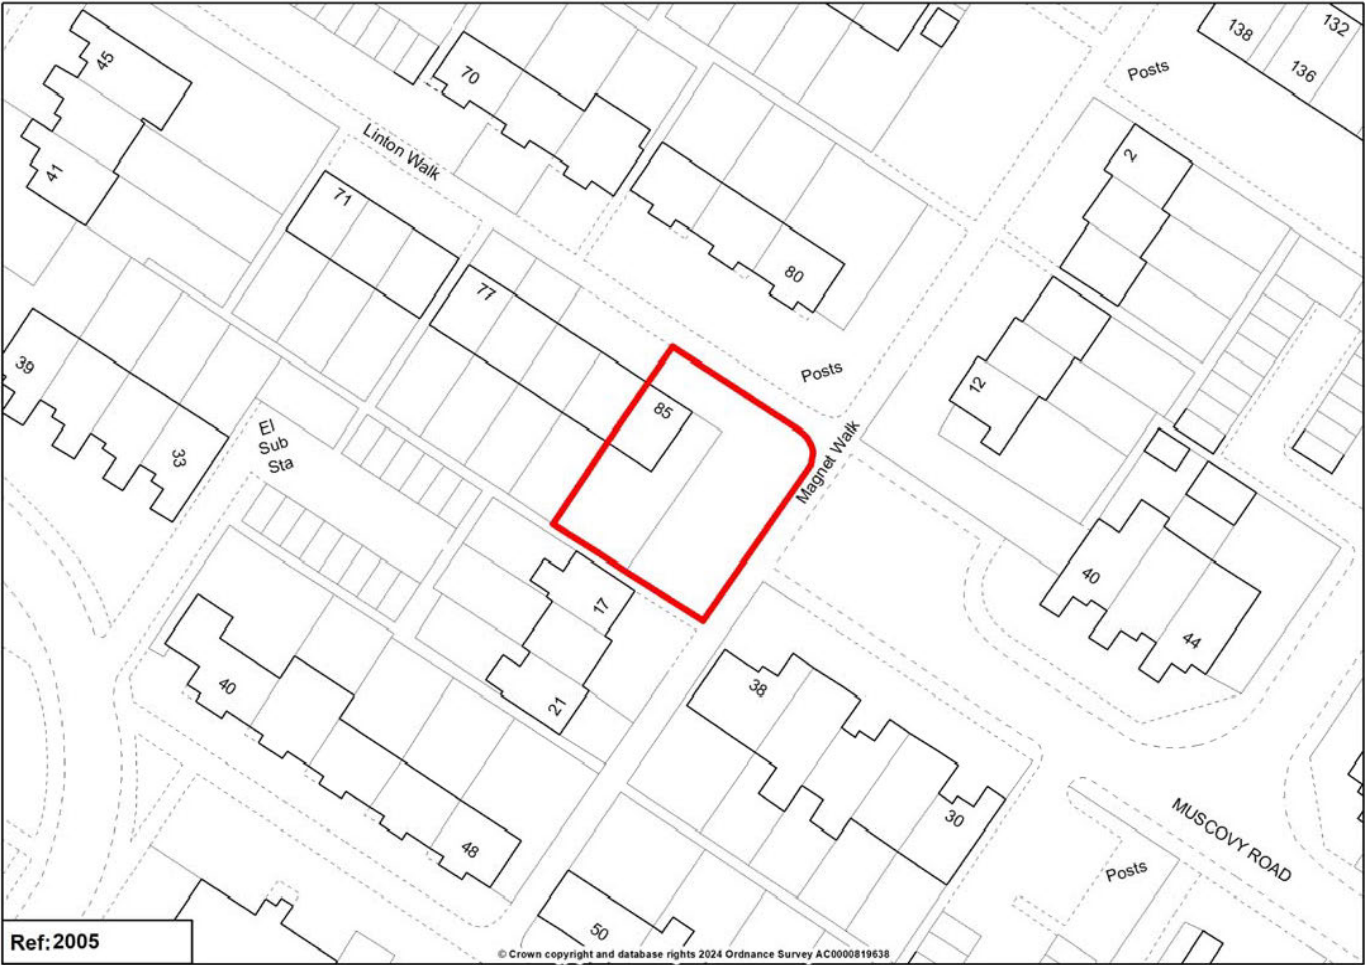 132
138
136
45
70
Posts
Linton Walk
2
41
71
80
77
Posts
12
39
85
El
Sub
Sta
33
Magnet Walk
40
17
44
40
38
21
30
MUSCOVY ROAD
48
Posts
50
Ref:2005
© Crown copyright and database rights 2024 Ordnance Survey AC0000819638